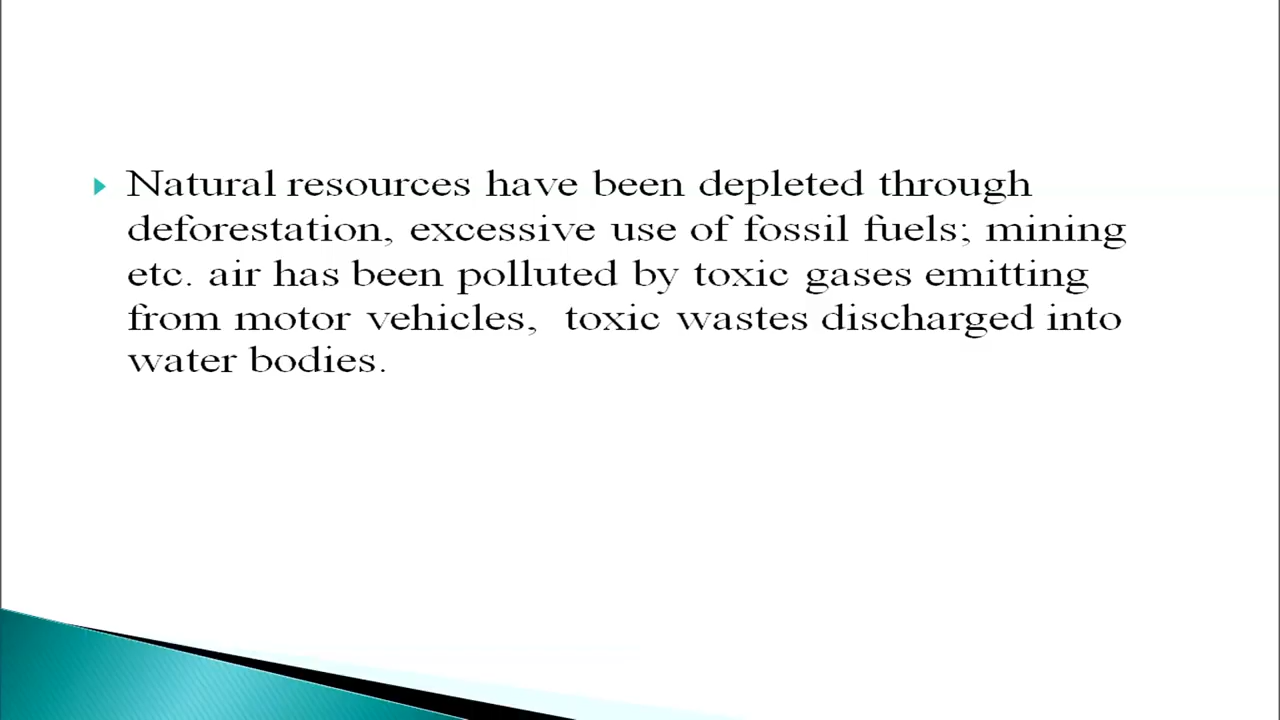 Natural resources have been depleted through
deforestation, excessive use of fossil fuels; mining
etc. air has been polluted by toxic gases emitting
from motor vehicles,  toxic wastes discharged into
water bodies.